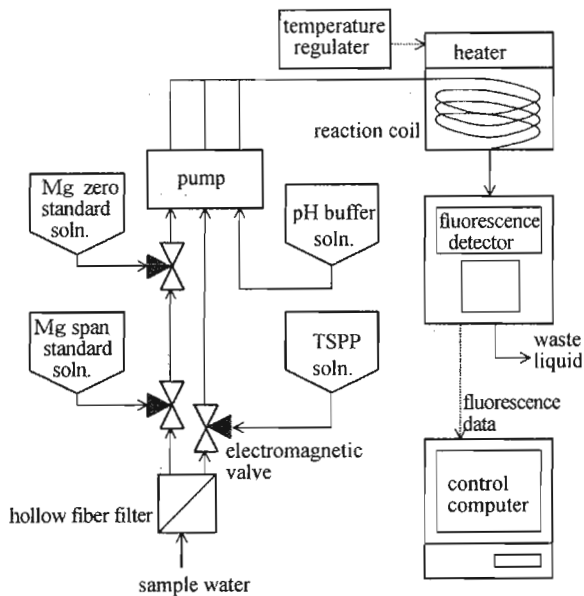 temperature
regulater
heater
reaction coil
pump
Mg zero
standard
soln.
pH buffer
soln.
fluorescence
detector
Mg span
standard
soln.
TSPP
soln.
waste
liquid
fluorescence
data
electromagnetic
valve
control
computer
hollow fiber filter
sample water